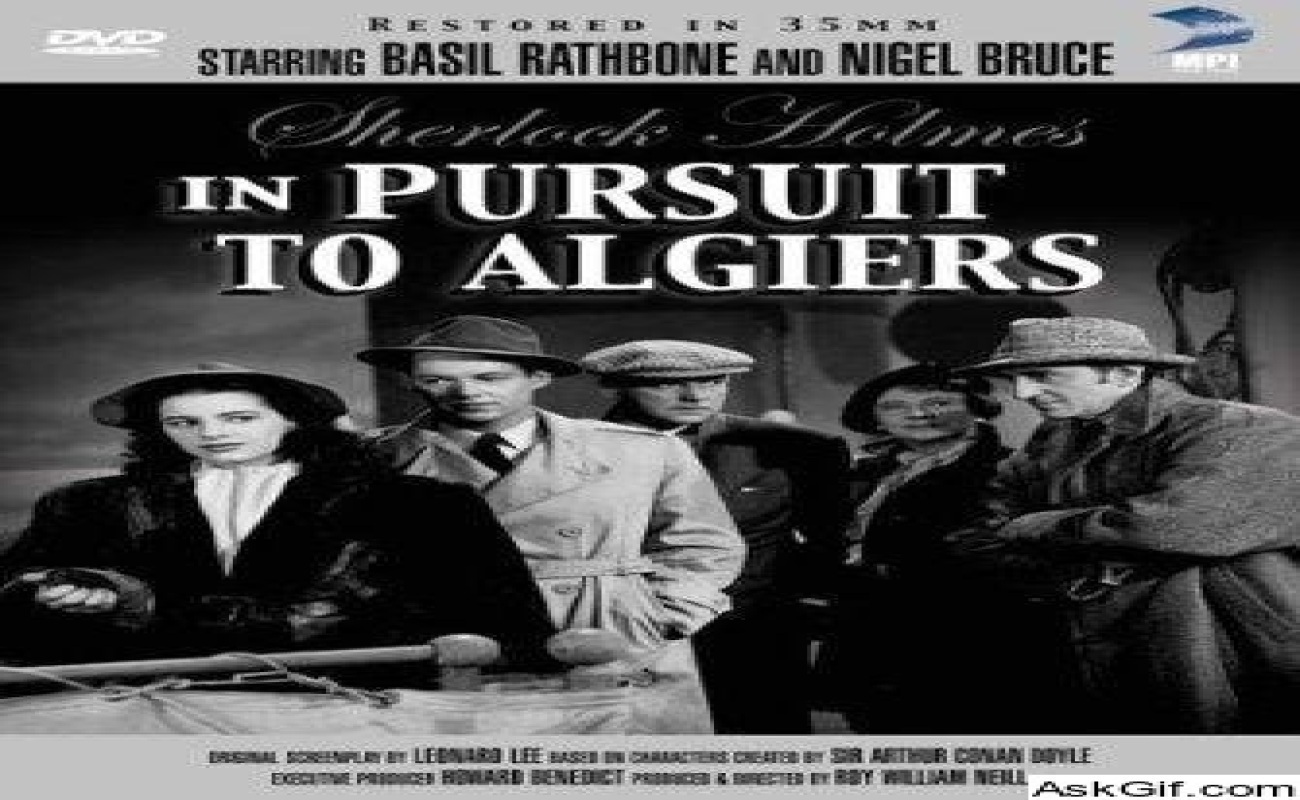 RESTORED IN 35MM
DVD
STARRING BASIL RATHBONE AND NIGEL BRUCE
MPI
Sherlock Holmes
IN PURSUIT
TO ALGIERS
ORIGINAL SCREENPLAY BY LEONARD LEE BASED ON CHARACTERS CREATED BY SIR ARTHUR CONAN DOYLE
EXECUTIVE PRODUCER HOWARD BENEDICT PRODUCED & DIRECTED BY ROY WILLIAM NEILL
AskGif.com